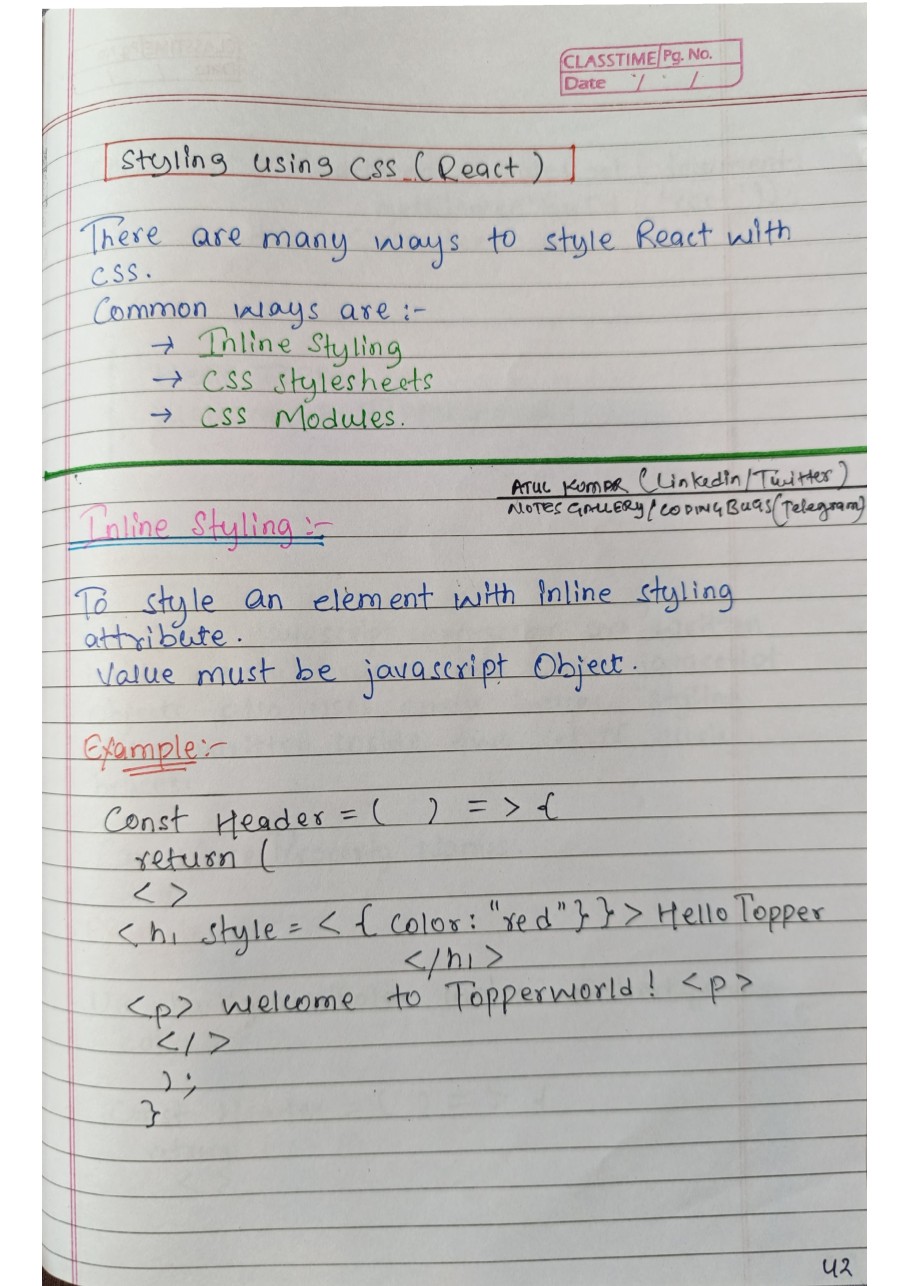 CLASSTIME Pg. No.
Date / /
Styling using CSS (React)
There are many ways to style React with
CSS.
Common ways are :-
→ Inline Styling
→ CSS stylesheets
→ CSS Modules.
ATUL KUMAR (Linkedin/Twitter)
NOTES GALLERY/CODING BUGS(Telegram)
Inline Styling :-
To style an element with inline styling
attribute.
Value must be javascript Object.
Example:-
Const Header = ( ) = > {
return (
< >
<h1 style = < { color : "red" } } > Hello Topper
</h1>
<p> welcome to Topperworld ! <p>
</>
);
}
42